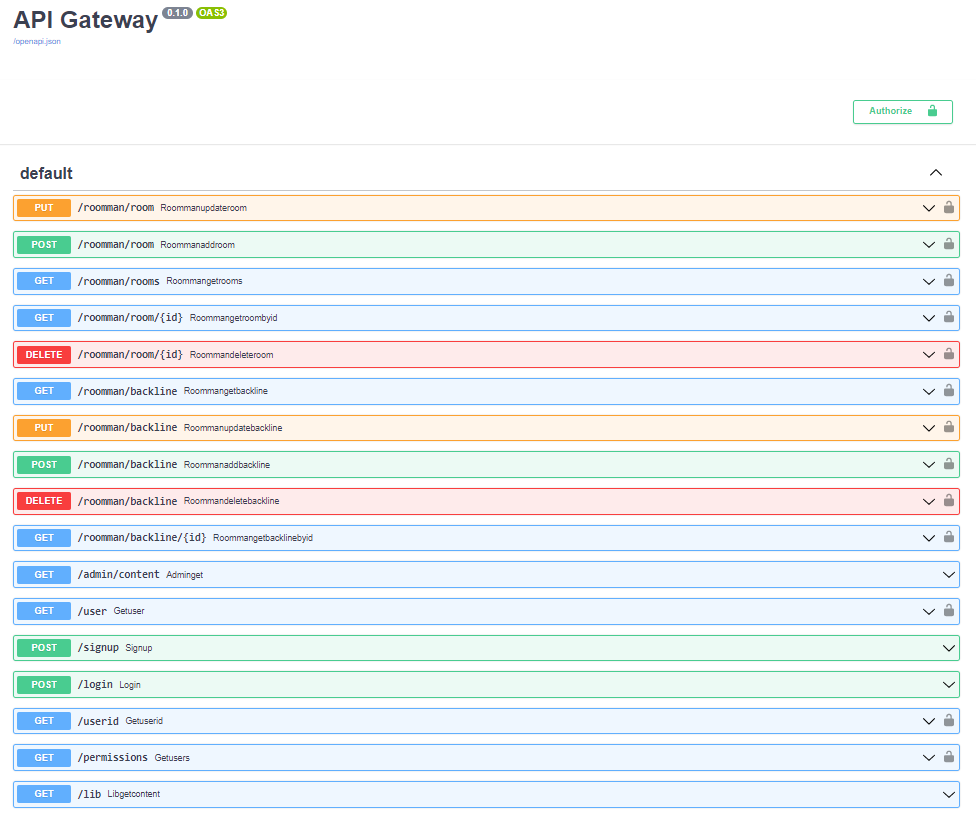 API Gateway 0.1.0 OAS3
/openapi.json
Authorize
default
PUT /roomman/room Roommanupdateroom
POST /roomman/room Roommanaddroom
GET /roomman/rooms Roommangetrooms
GET /roomman/room/{id} Roommangetroombyid
DELETE /roomman/room/{id} Roommandeleteroom
GET /roomman/backline Roommangetbackline
PUT /roomman/backline Roommanupdatebackline
POST /roomman/backline Roommanaddbackline
DELETE /roomman/backline Roommandeletebackline
GET /roomman/backline/{id} Roommangetbacklinebyid
GET /admin/content Adminget
GET /user Getuser
POST /signup Signup
POST /login Login
GET /userid Getuserid
GET /permissions Getusers
GET /lib Libgetcontent